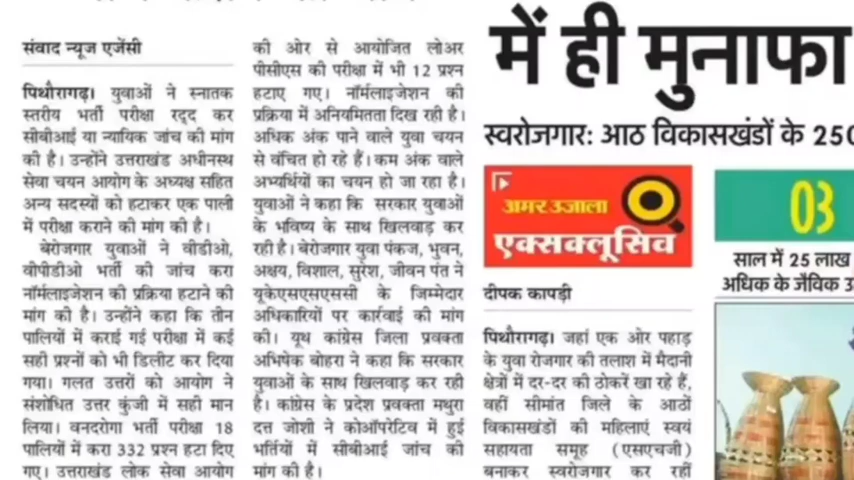 संवाद न्यूज एजेंसी
पिथौरागढ़। युवाओं ने स्नातक
स्तरीय भर्ती परीक्षा रद्द कर
सीबीआई या न्यायिक जांच की मांग
की है। उन्होंने उत्तराखंड अधीनस्थ
सेवा चयन आयोग के अध्यक्ष सहित
अन्य सदस्यों को हटाकर एक पाली
में परीक्षा कराने की मांग की है।
बेरोजगार युवाओं ने वीडीओ,
वीपीडीओ भर्ती की जांच करा
नॉर्मलाइजेशन की प्रक्रिया हटाने की
मांग की है। उन्होंने कहा कि तीन
पालियों में कराई गई परीक्षा में कई
सही प्रश्नों को भी डिलीट कर दिया
गया। गलत उत्तरों को आयोग ने
संशोधित उत्तर कुंजी में सही मान
लिया। वनदरोगा भर्ती परीक्षा 18
पालियों में करा 332 प्रश्न हटा दिए
गए। उत्तराखंड लोक सेवा आयोग
की ओर से आयोजित लोअर
पीसीएस की परीक्षा में भी 12 प्रश्न
हटाए गए। नॉर्मलाइजेशन की
प्रक्रिया में अनियमितता दिख रही है।
अधिक अंक पाने वाले युवा चयन
से वंचित हो रहे हैं। कम अंक वाले
अभ्यर्थियों का चयन हो जा रहा है।
युवाओं ने कहा कि सरकार युवाओं
के भविष्य के साथ खिलवाड़ कर
रही है। बेरोजगार युवा पंकज, भुवन,
अक्षय, विशाल, सुरेश, जीवन पंत ने
यूकेएसएसएससी के जिम्मेदार
अधिकारियों पर कार्रवाई की मांग
की। यूथ कांग्रेस जिला प्रवक्ता
अभिषेक बोहरा ने कहा कि सरकार
युवाओं के साथ खिलवाड़ कर रही
है। कांग्रेस के प्रदेश प्रवक्ता मथुरा
दत्त जोशी ने कोऑपरेटिव में हुई
भर्तियों में सीबीआई जांच की
मांग की है।
में ही मुनाफा
स्वरोजगार: आठ विकासखंडों के 250
अमर उजाला
एक्सक्लूसिव
03
साल में 25 लाख
अधिक के जैविक उ
दीपक कापड़ी
पिथौरागढ़। जहां एक ओर पहाड़
के युवा रोजगार की तलाश में मैदानी
क्षेत्रों में दर-दर की ठोकरें खा रहे हैं,
वहीं सीमांत जिले के आठों
विकासखंडों की महिलाएं स्वयं
सहायता समूह (एसएचजी)
बनाकर स्वरोजगार कर रहीं